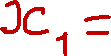 x₁ =